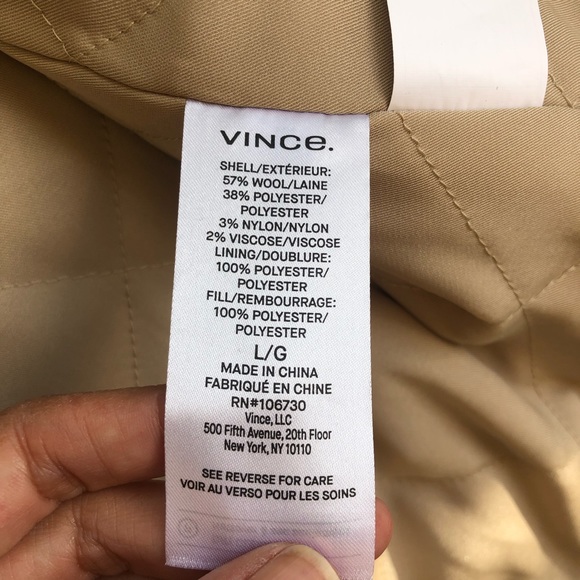 VINCE.
SHELL/EXTÉRIEUR:
57% WOOL/LAINE
38% POLYESTER/
POLYESTER
3% NYLON/NYLON
2% VISCOSE/VISCOSE
LINING/DOUBLURE:
100% POLYESTER/
POLYESTER
FILL/REMBOURRAGE:
100% POLYESTER/
POLYESTER
L/G
MADE IN CHINA
FABRIQUÉ EN CHINE
RN#106730
Vince, LLC
500 Fifth Avenue, 20th Floor
New York, NY 10110
SEE REVERSE FOR CARE
VOIR AU VERSO POUR LES SOINS